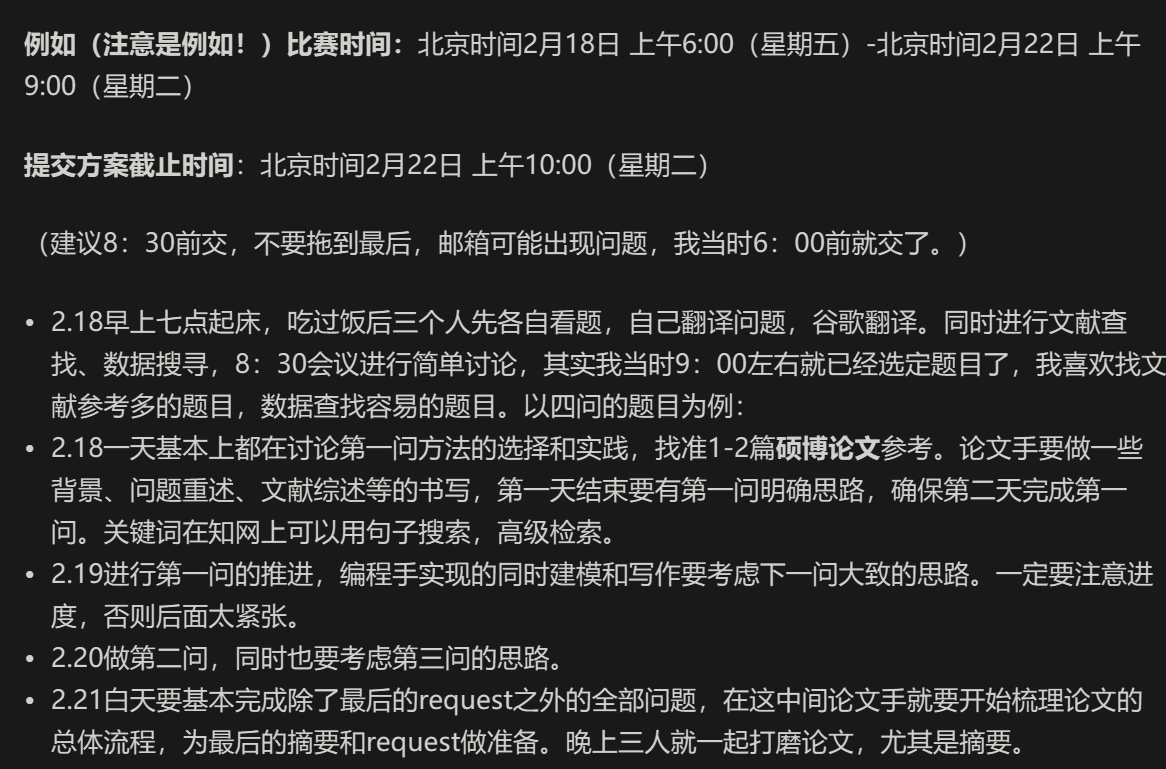 例如（注意是例如！）比赛时间：北京时间2月18日 上午6:00（星期五）-北京时间2月22日 上午
9:00（星期二）
提交方案截止时间：北京时间2月22日 上午10:00（星期二）
（建议8：30前交，不要拖到最后，邮箱可能出现问题，我当时6：00前就交了。）
• 2.18早上七点起床，吃过饭后三个人先各自看题，自己翻译问题，谷歌翻译。同时进行文献查
找、数据搜寻，8：30会议进行简单讨论，其实我当时9：00左右就已经选定题目了，我喜欢找文
献参考多的题目，数据查找容易的题目。以四问的题目为例：
• 2.18一天基本上都在讨论第一问方法的选择和实践，找准1-2篇硕博论文参考。论文手要做一些
背景、问题重述、文献综述等的书写，第一天结束要有第一问明确思路，确保第二天完成第一
问。关键词在知网上可以用句子搜索，高级检索。
• 2.19进行第一问的推进，编程手实现的同时建模和写作要考虑下一问大致的思路。一定要注意进
度，否则后面太紧张。
• 2.20做第二问，同时也要考虑第三问的思路。
• 2.21白天要基本完成除了最后的request之外的全部问题，在这中间论文手就要开始梳理论文的
总体流程，为最后的摘要和request做准备。晚上三人就一起打磨论文，尤其是摘要。